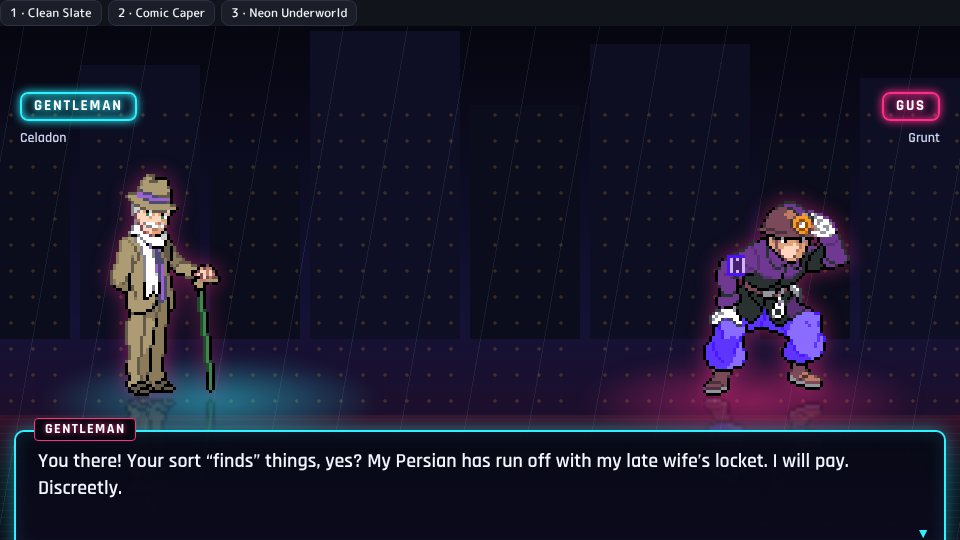 1 · Clean Slate
2 · Comic Caper
3 · Neon Underworld
GENTLEMAN
GUS
Celadon
Grunt
GENTLEMAN
You there! Your sort “finds” things, yes? My Persian has run off with my late wife’s locket. I will pay.
Discreetly.